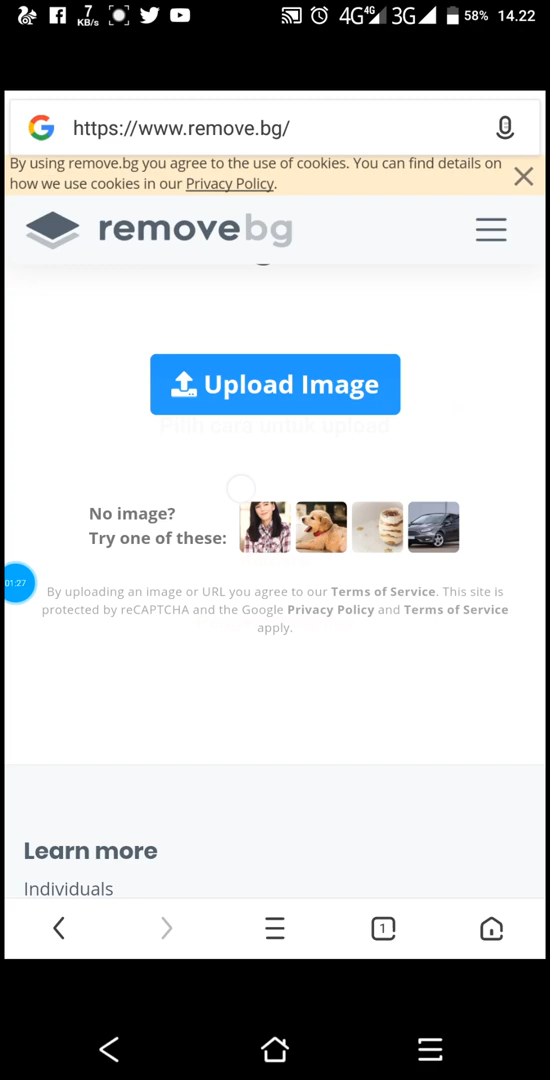 7
KB/s
4G 4G 3G 58% 14.22
https://www.remove.bg/
By using remove.bg you agree to the use of cookies. You can find details on
how we use cookies in our Privacy Policy.
removebg
Upload Image
Pilih cara untuk upload
No image?
Try one of these:
01:27
By uploading an image or URL you agree to our Terms of Service. This site is
protected by reCAPTCHA and the Google Privacy Policy and Terms of Service
apply.
Learn more
Individuals
1